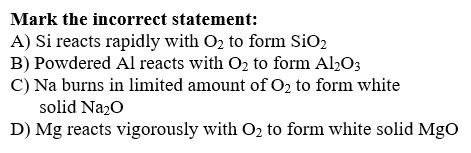 Mark the incorrect statement:
A) Si reacts rapidly with O₂ to form SiO₂
B) Powdered Al reacts with O₂ to form Al₂O₃
C) Na burns in limited amount of O₂ to form white
solid Na₂O
D) Mg reacts vigorously with O₂ to form white solid MgO